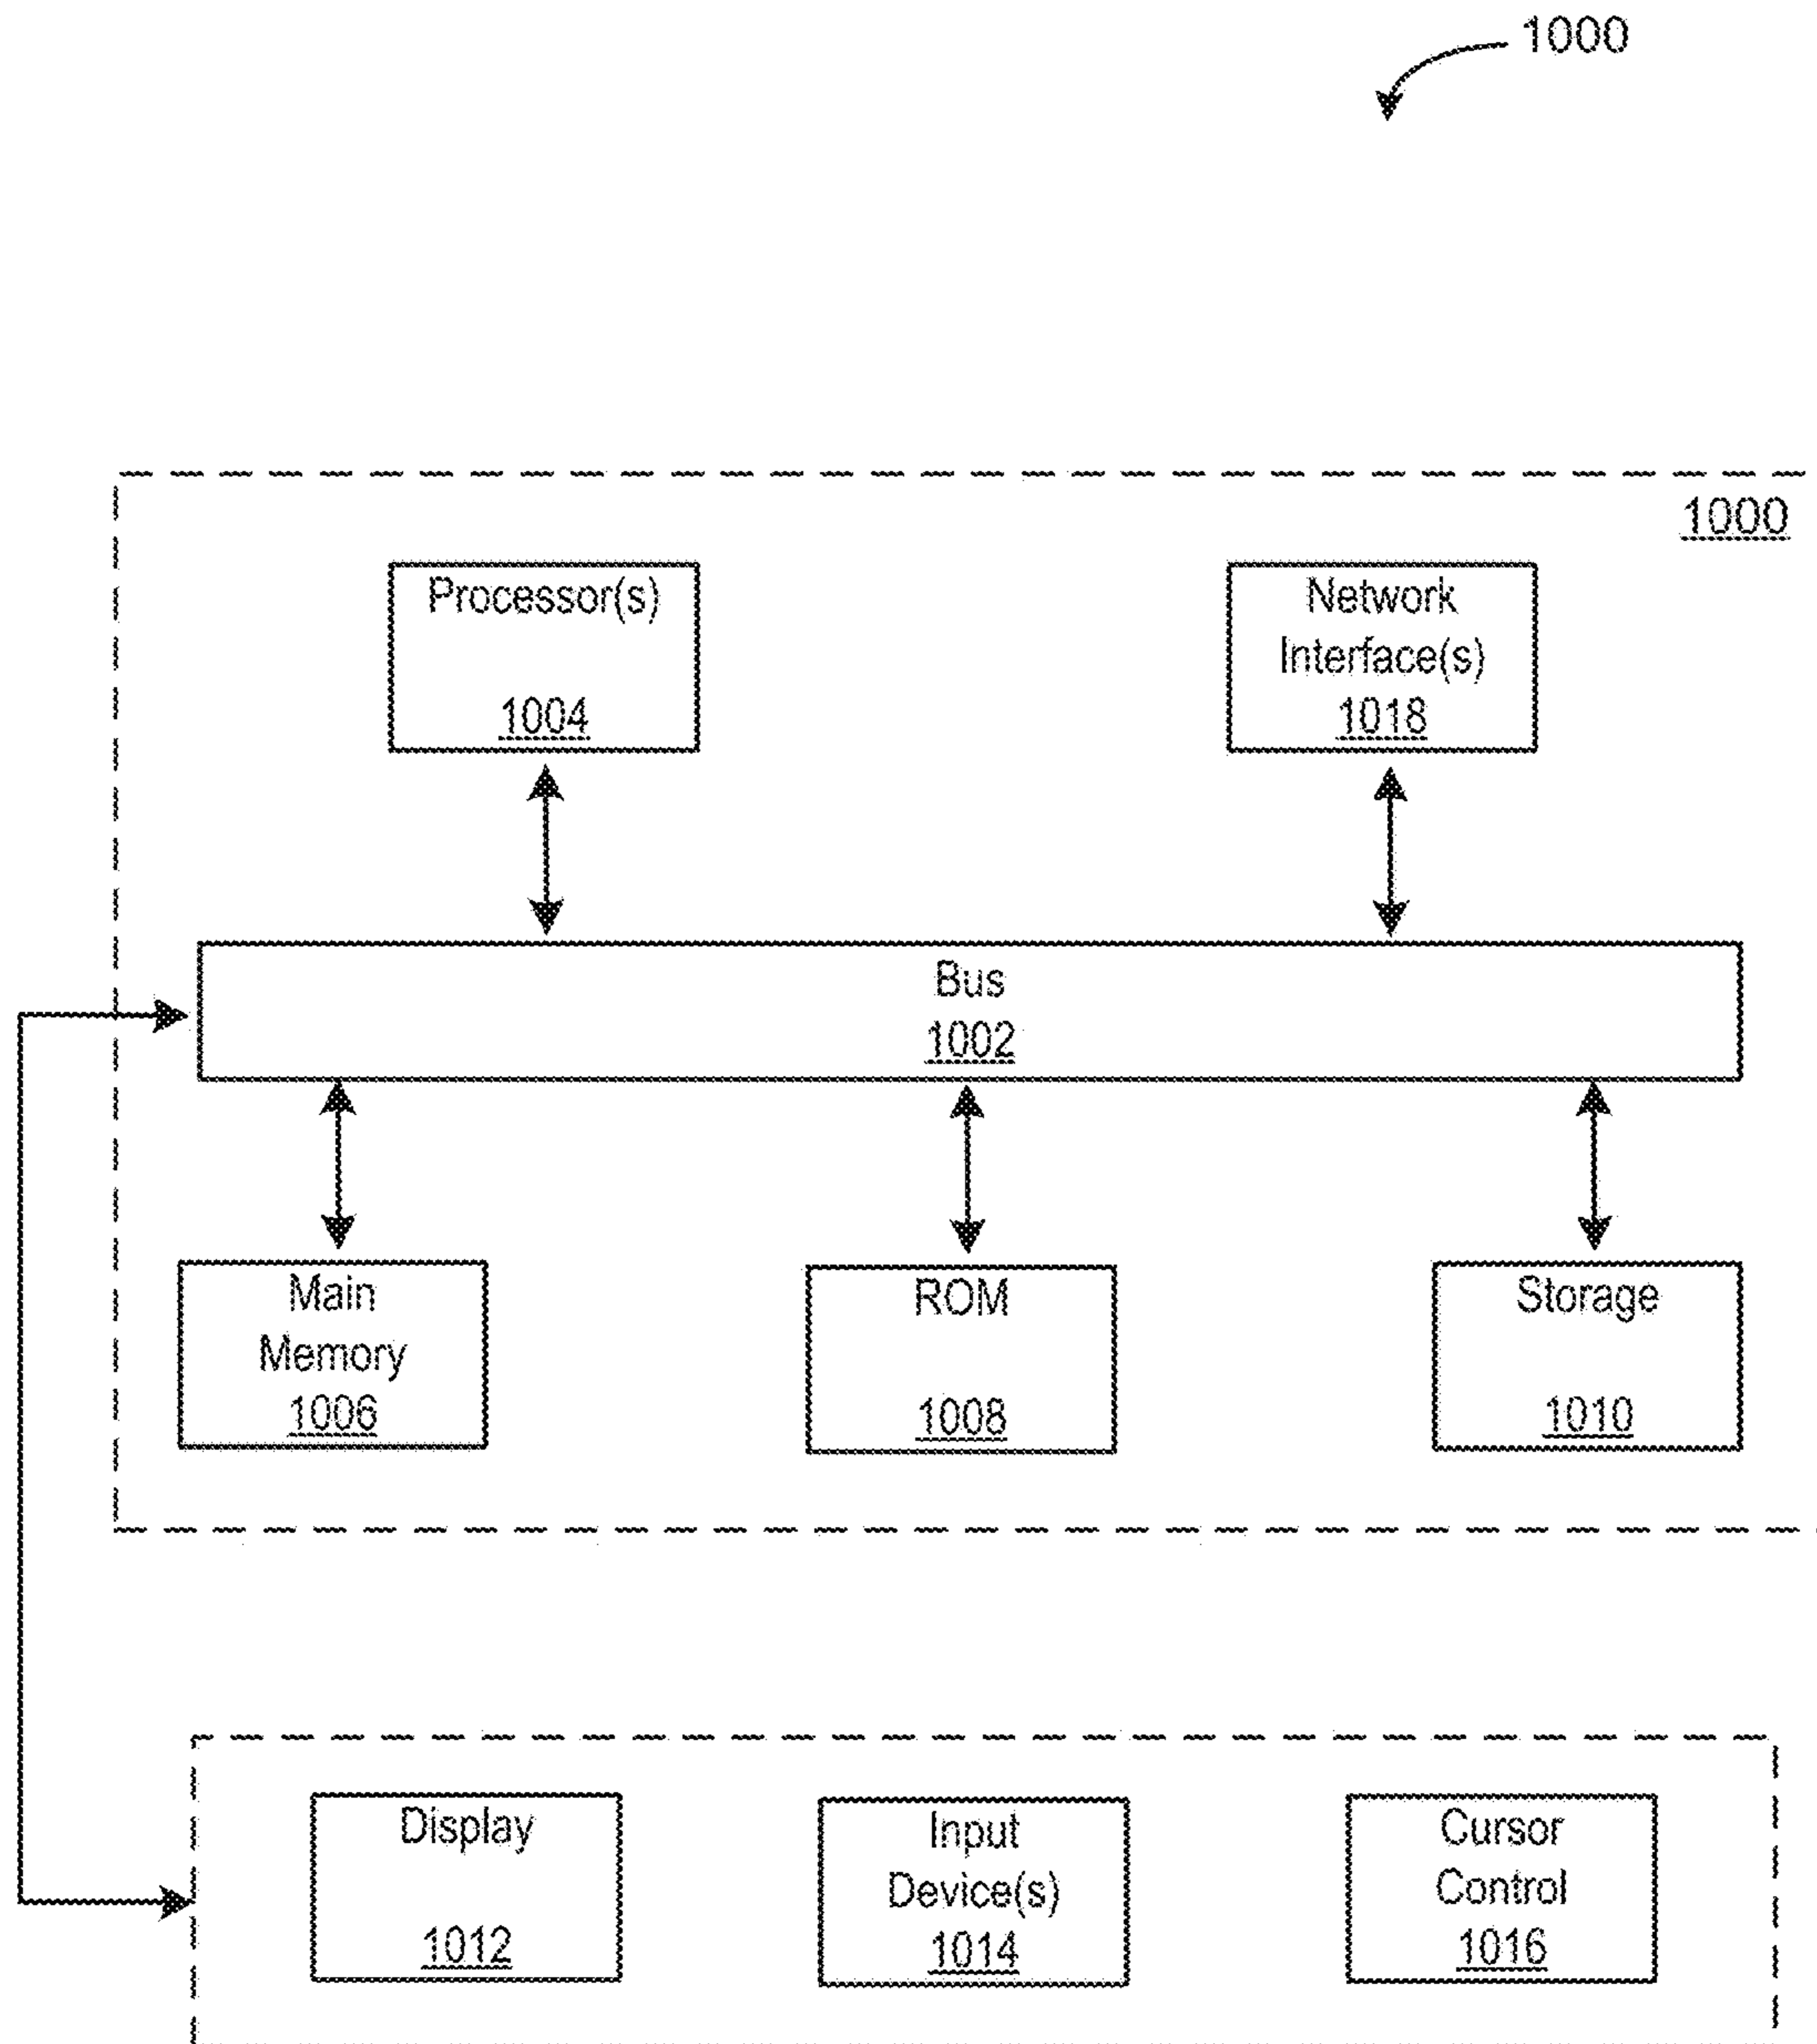 1000
1000
Processor(s)
1004
Network
Interface(s)
1018
Bus
1002
Main
Memory
1006
ROM
1008
Storage
1010
Display
1012
Input
Device(s)
1014
Cursor
Control
1016